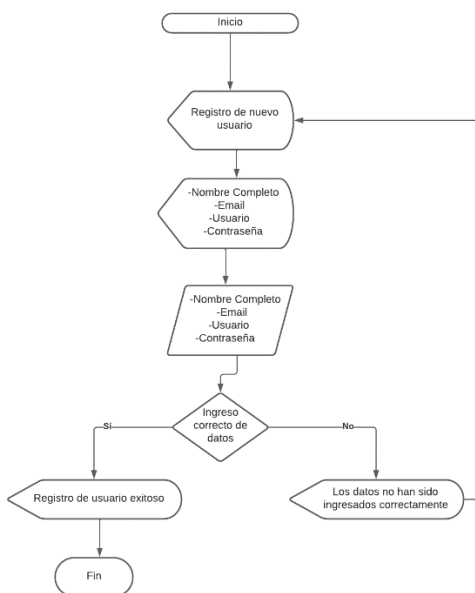 Inicio
Registro de nuevo
usuario
-Nombre Completo
-Email
-Usuario
-Contraseña
-Nombre Completo
-Email
-Usuario
-Contraseña
Ingreso
correcto de
datos
Sí
No
Registro de usuario exitoso
Los datos no han sido
ingresados correctamente
Fin